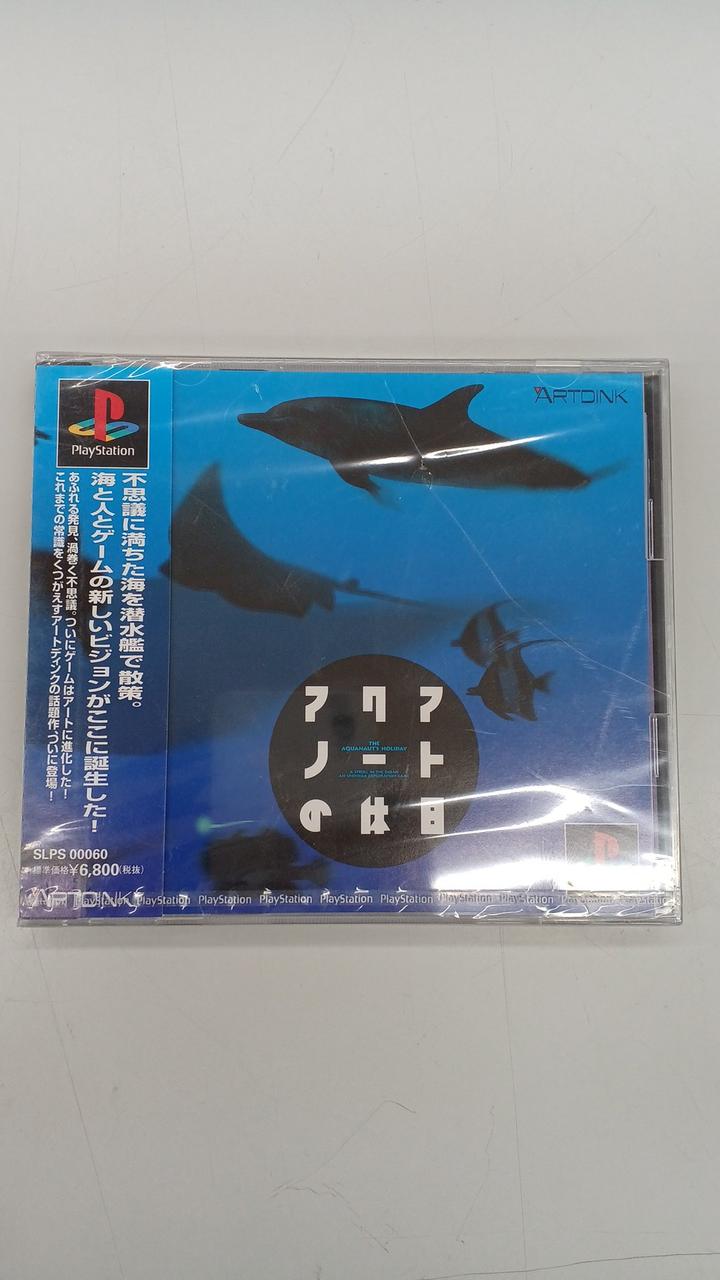 PlayStation
不思議に満ちた海を潜水艦で散策。
海と人とゲームの新しいビジョンがここに誕生した!
あふれる発見、渦巻く不思議。ついにゲームはアートに進化した!
これまでの常識をくつがえすアートディンクの話題作、ついに登場!
SLPS 00060
標準価格¥6,800(税抜)
ARTDINK
ARTDINK
アクア
THE
AQUANAUT'S HOLIDAY
ノート
の休日
PlayStation PlayStation PlayStation PlayStation PlayStation PlayStation PlayStation PlayStation PlayStation